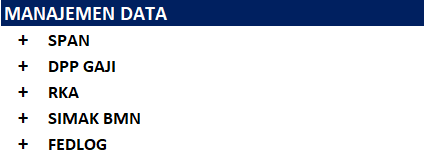 MANAJEMEN DATA
+ SPAN
+ DPP GAJI
+ RKA
+ SIMAK BMN
+ FEDLOG